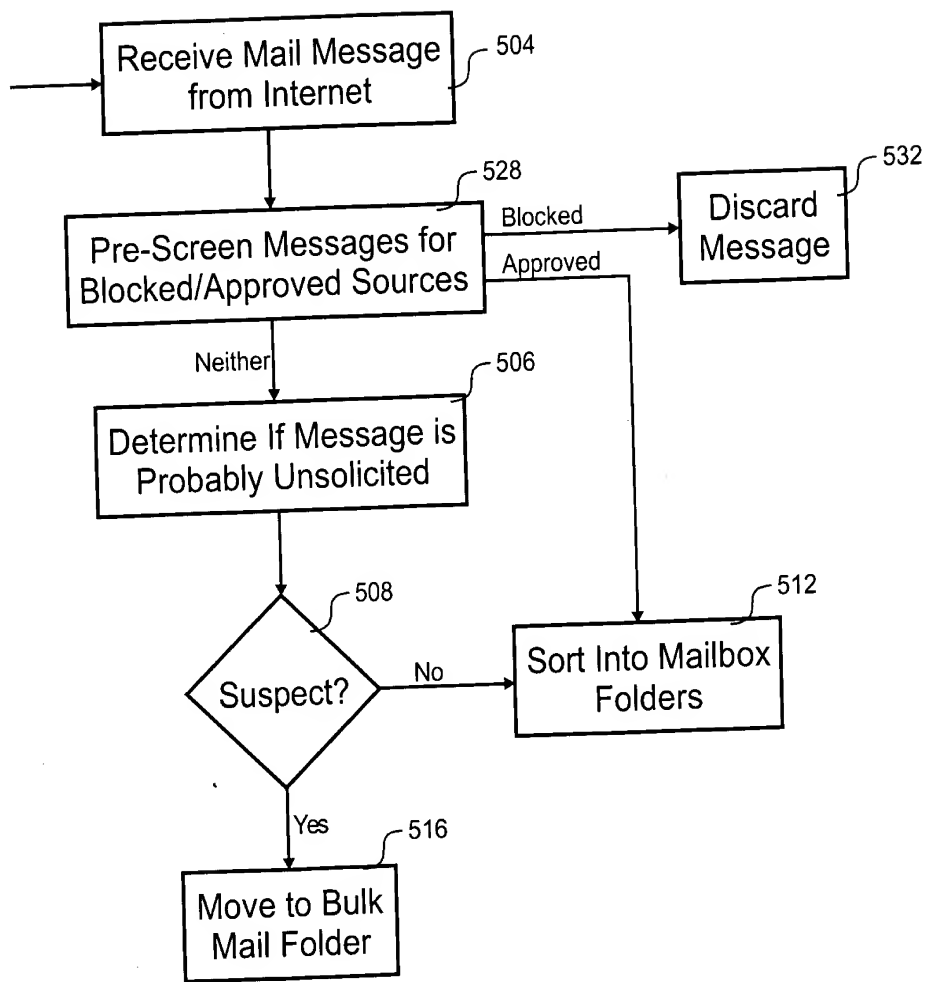 Receive Mail Message
from Internet
504
528
Pre-Screen Messages for
Blocked/Approved Sources
Blocked
Approved
532
Discard
Message
Neither
506
Determine If Message is
Probably Unsolicited
508
Suspect?
No
512
Sort Into Mailbox
Folders
Yes
516
Move to Bulk
Mail Folder